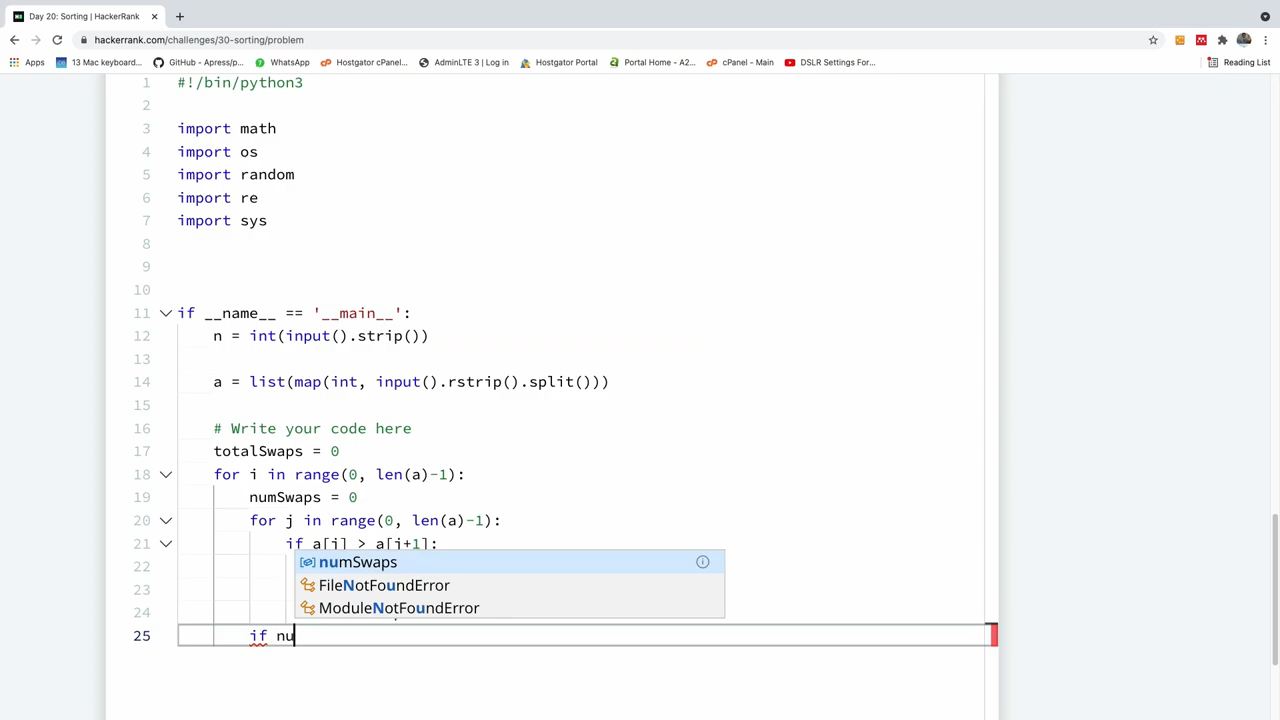 Day 20: Sorting | HackerRank
hackerrank.com/challenges/30-sorting/problem
Apps 13 Mac keyboard... GitHub - Apress/p... WhatsApp Hostgator cPanel... AdminLTE 3 | Log in Hostgator Portal Portal Home - A2... cPanel - Main DSLR Settings For... Reading List
1 #!/bin/python3
2
3 import math
4 import os
5 import random
6 import re
7 import sys
8
9
10
11 if __name__ == '__main__':
12 n = int(input().strip())
13
14 a = list(map(int, input().rstrip().split()))
15
16 # Write your code here
17 totalSwaps = 0
18 for i in range(0, len(a)-1):
19 numSwaps = 0
20 for j in range(0, len(a)-1):
21 if a[j] > a[j+1]:
22 numSwaps
23 FileNotFoundError
24 ModuleNotFoundError
25 if nu